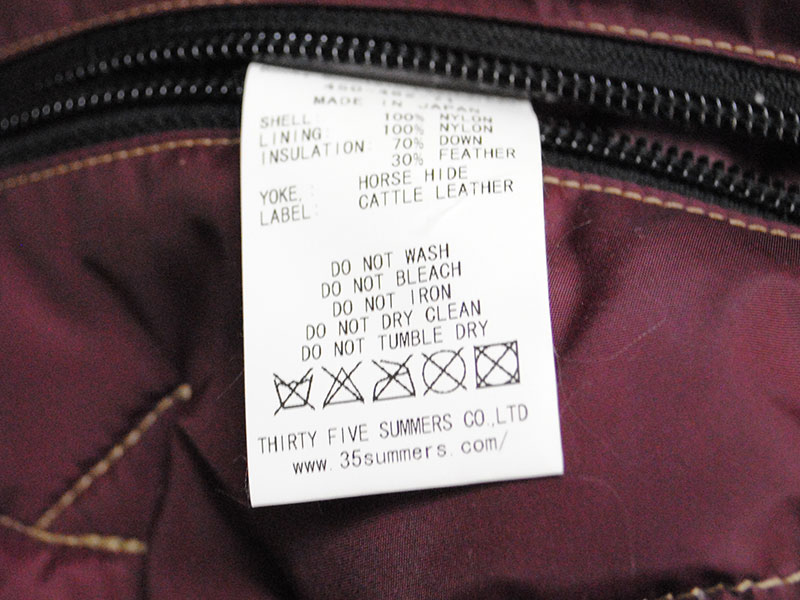 MADE IN JAPAN
SHELL: 100% NYLON
LINING: 100% NYLON
INSULATION: 70% DOWN
30% FEATHER
YOKE.: HORSE HIDE
LABEL: CATTLE LEATHER
DO NOT WASH
DO NOT BLEACH
DO NOT IRON
DO NOT DRY CLEAN
DO NOT TUMBLE DRY
THIRTY FIVE SUMMERS CO.,LTD
www.35summers.com/